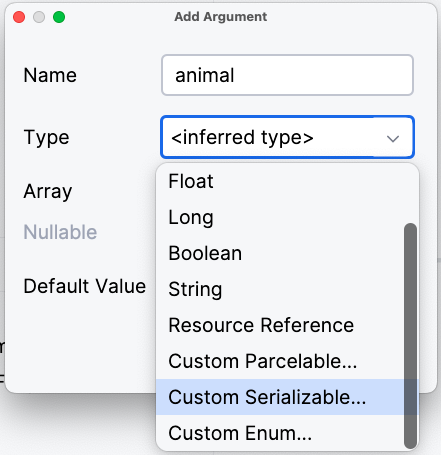 Add Argument
Name animal
Type <inferred type>
Array
Nullable
Default Value
Float
Long
Boolean
String
Resource Reference
Custom Parcelable...
Custom Serializable...
Custom Enum...